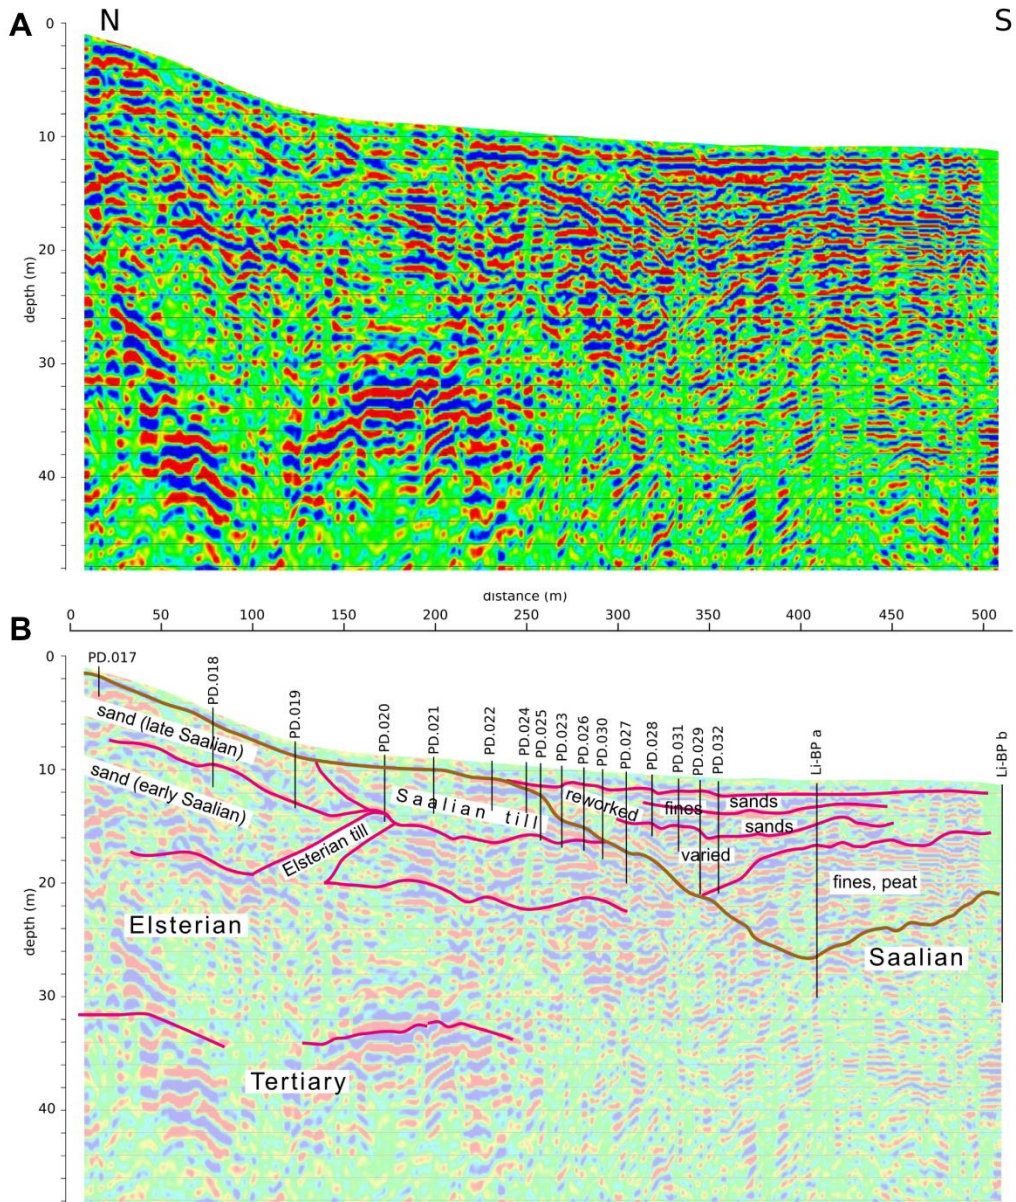 A
N
S
0
10
20
30
40
depth (m)
distance (m)
B
0 50 100 150 200 250 300 350 400 450 500
0
10
20
30
40
depth (m)
PD.017
PD.018
PD.019
PD.020
PD.021
PD.022
PD.024
PD.025
PD.023
PD.026
PD.030
PD.027
PD.028
PD.031
PD.029
PD.032
Li-BP a
Li-BP b
sand (late Saalian)
sand (early Saalian)
Elsterian till
Saalian till
reworked
fines
sands
sands
varied
fines, peat
Elsterian
Saalian
Tertiary